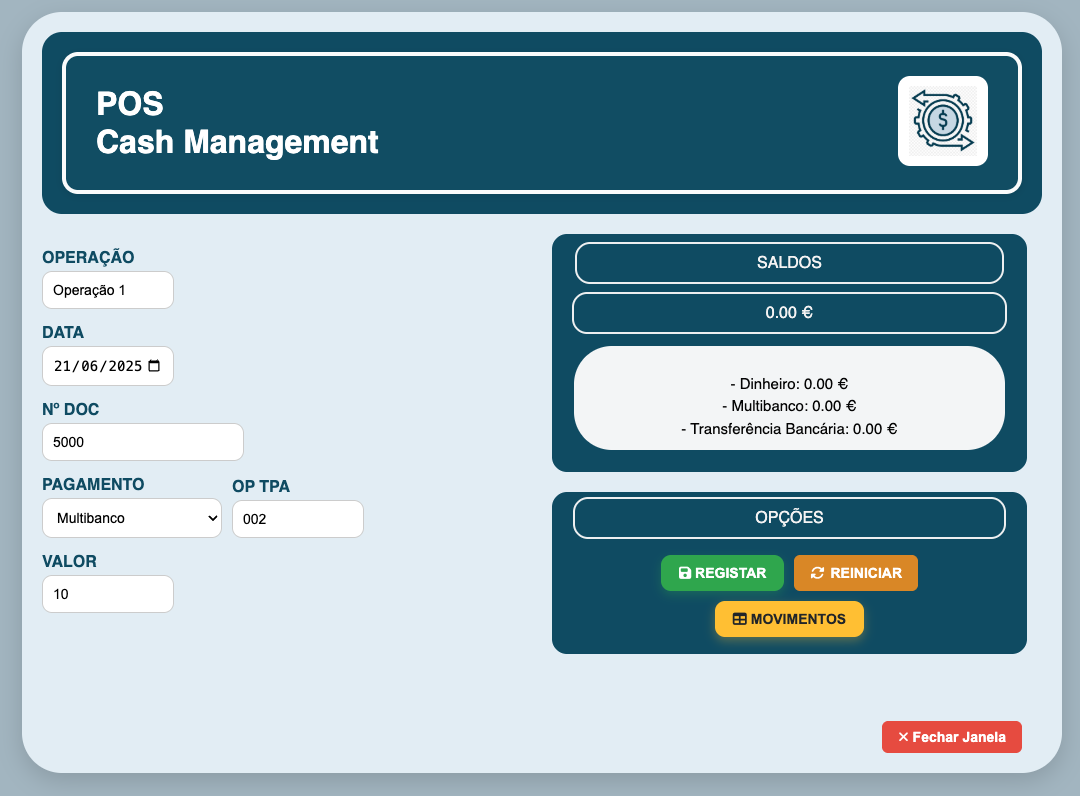 POS
Cash Management
$
OPERAÇÃO
Operação 1
DATA
21/06/2025
Nº DOC
5000
PAGAMENTO
Multibanco
OP TPA
002
VALOR
10
SALDOS
0.00 €
- Dinheiro: 0.00 €
- Multibanco: 0.00 €
- Transferência Bancária: 0.00 €
OPÇÕES
REGISTAR
REINICIAR
MOVIMENTOS
✕ Fechar Janela